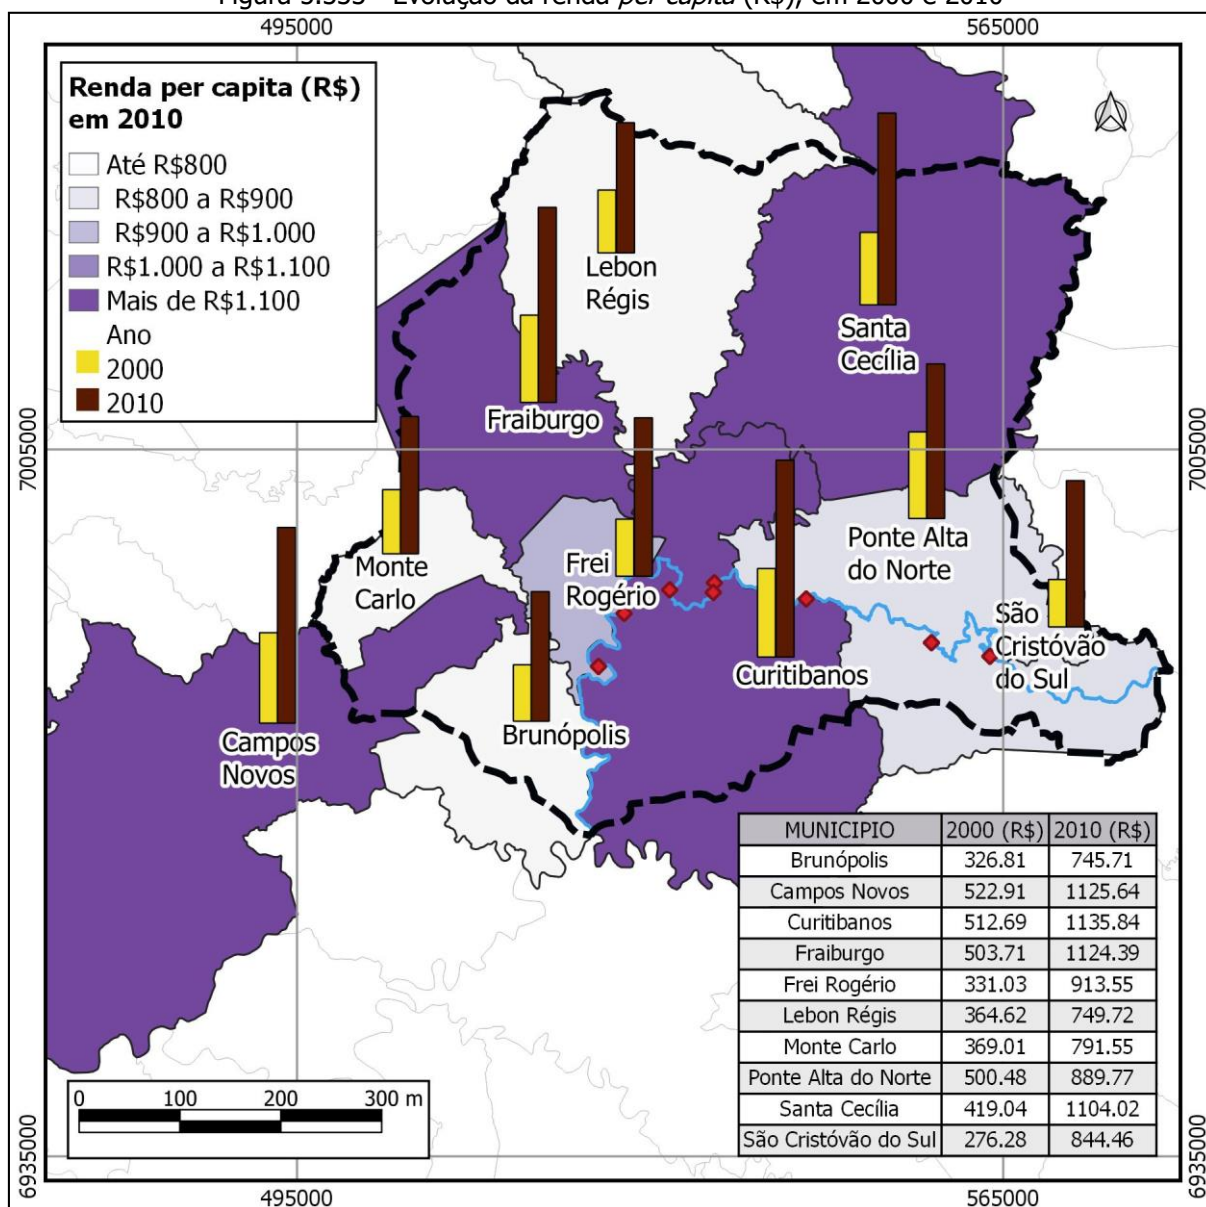 Figura 5.335 - Evolução da renda per capita (R$), em 2000 e 2010
495000
565000
Renda per capita (R$)
em 2010
Até R$800
R$800 a R$900
R$900 a R$1.000
R$1.000 a R$1.100
Mais de R$1.100
Ano
2000
2010
Lebon
Régis
Santa
Cecília
Fraiburgo
7005000
7005000
Monte
Carlo
Frei
Rogério
Ponte Alta
do Norte
São
Cristóvão
do Sul
Curitibanos
Brunópolis
Campos
Novos
MUNICIPIO 2000 (R$) 2010 (R$)
Brunópolis 326.81 745.71
Campos Novos 522.91 1125.64
Curitibanos 512.69 1135.84
Fraiburgo 503.71 1124.39
Frei Rogério 331.03 913.55
Lebon Régis 364.62 749.72
Monte Carlo 369.01 791.55
Ponte Alta do Norte 500.48 889.77
Santa Cecília 419.04 1104.02
São Cristóvão do Sul 276.28 844.46
0 100 200 300 m
6935000
6935000
495000
565000